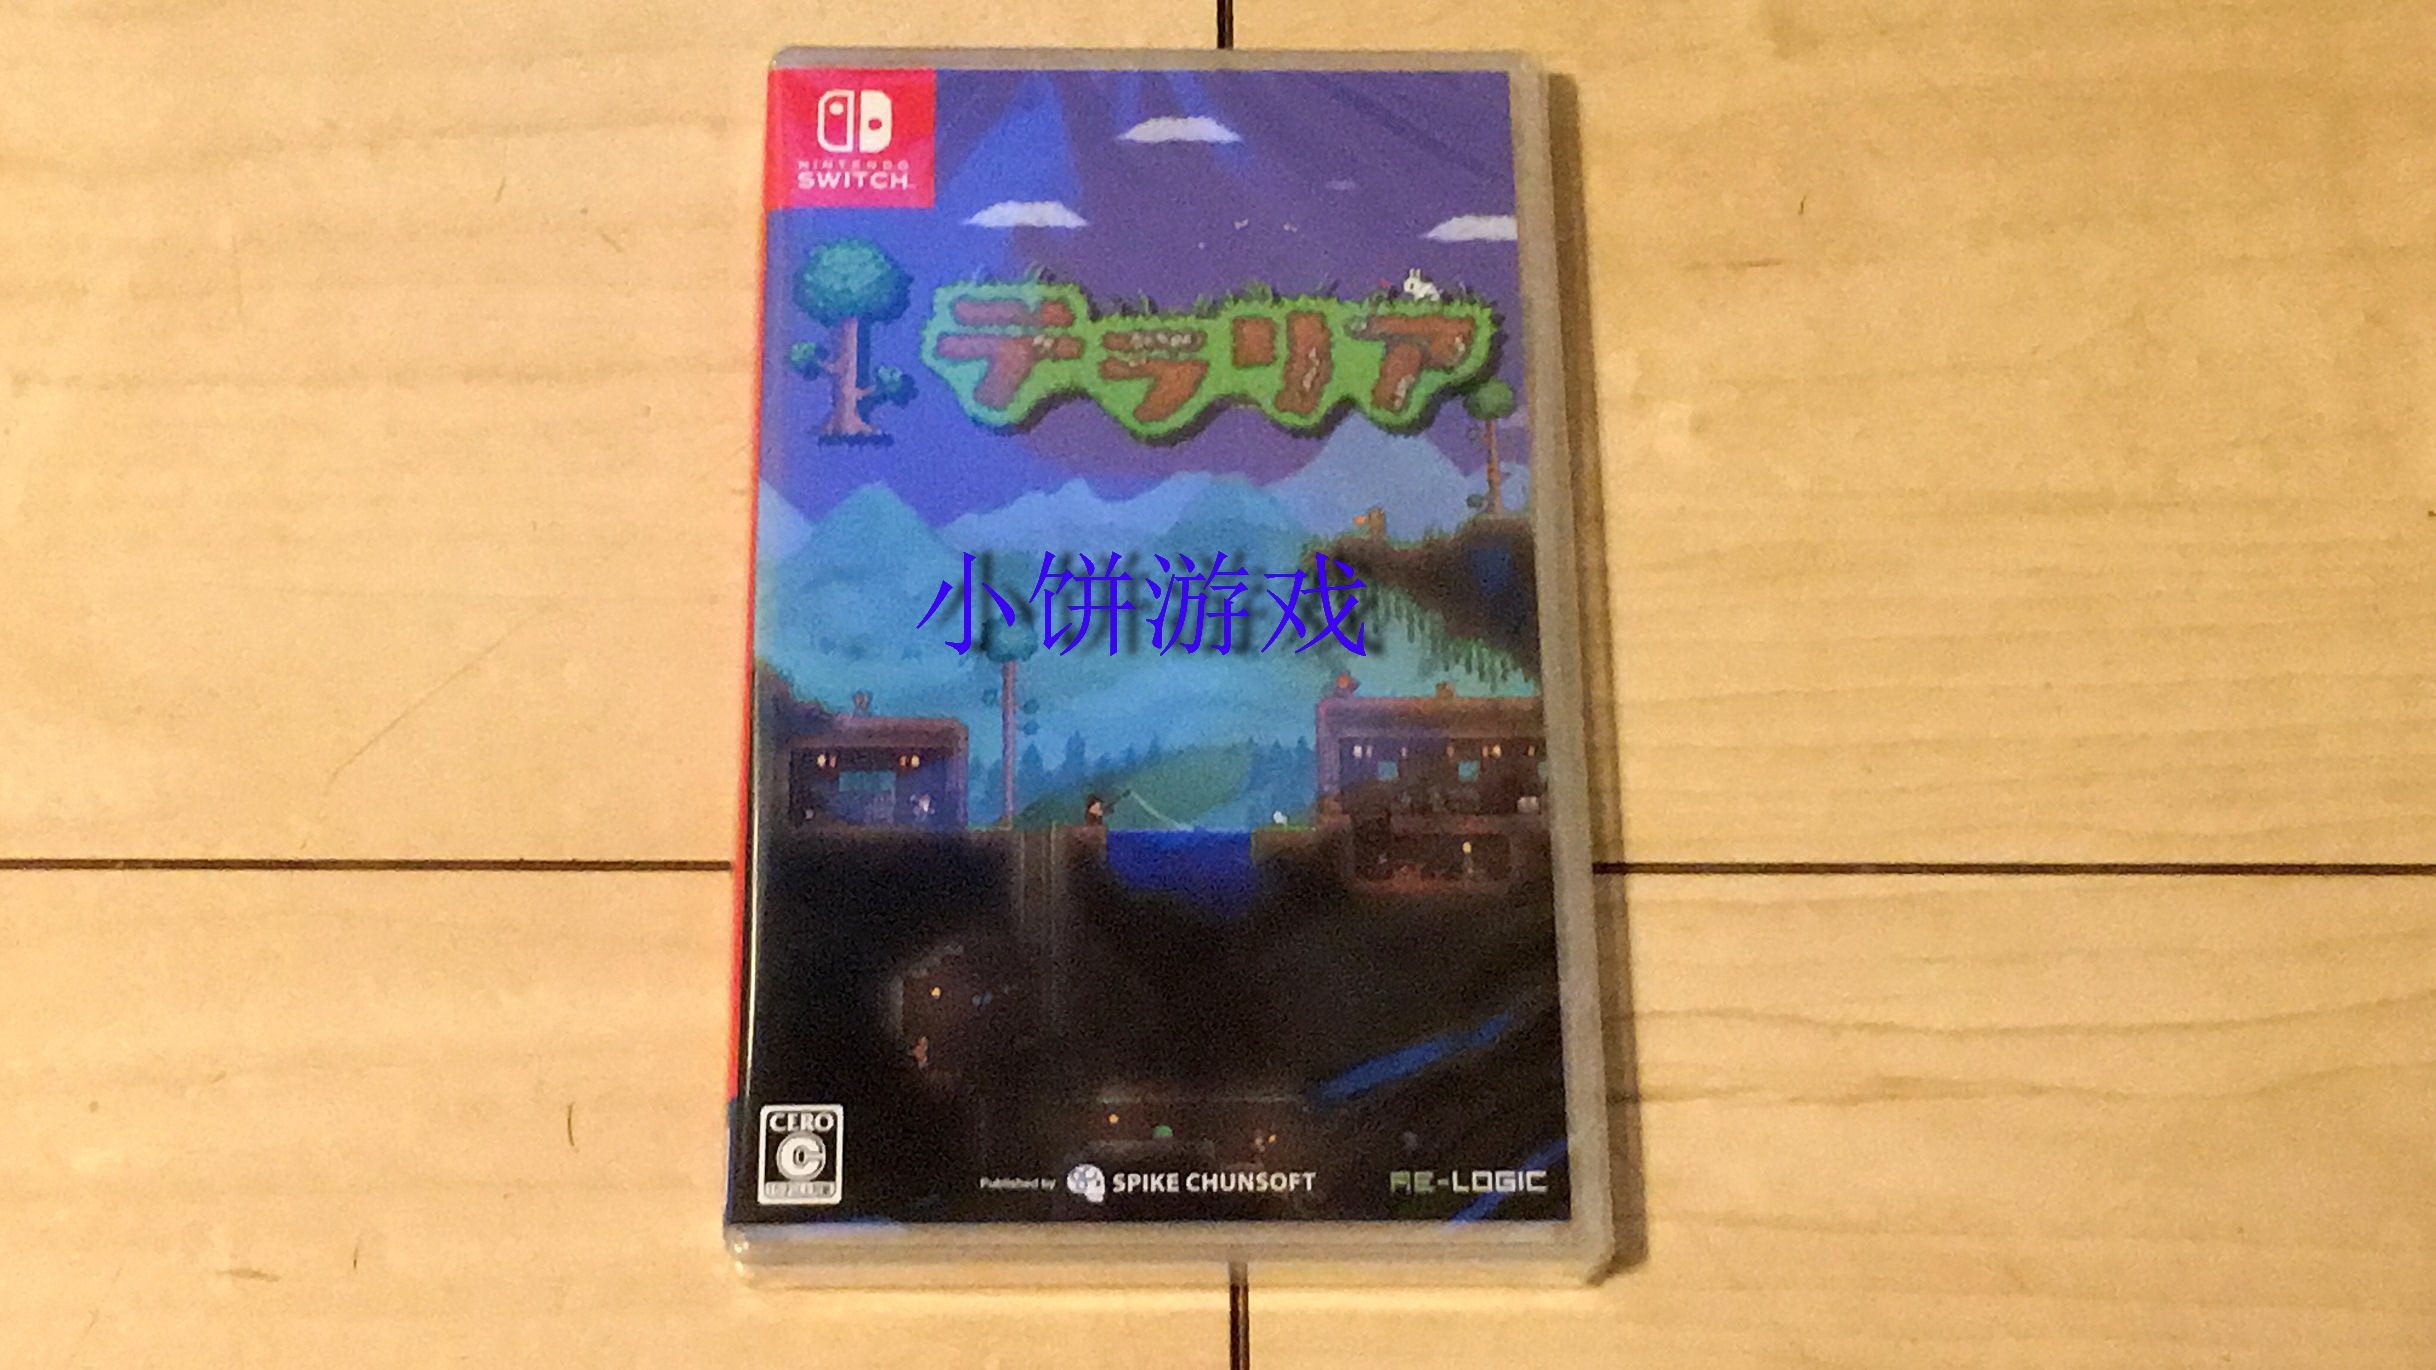 NINTENDO
SWITCH
テラリア
小饼游戏
CERO
C
Published by SPIKE CHUNSOFT
RE-LOGIC